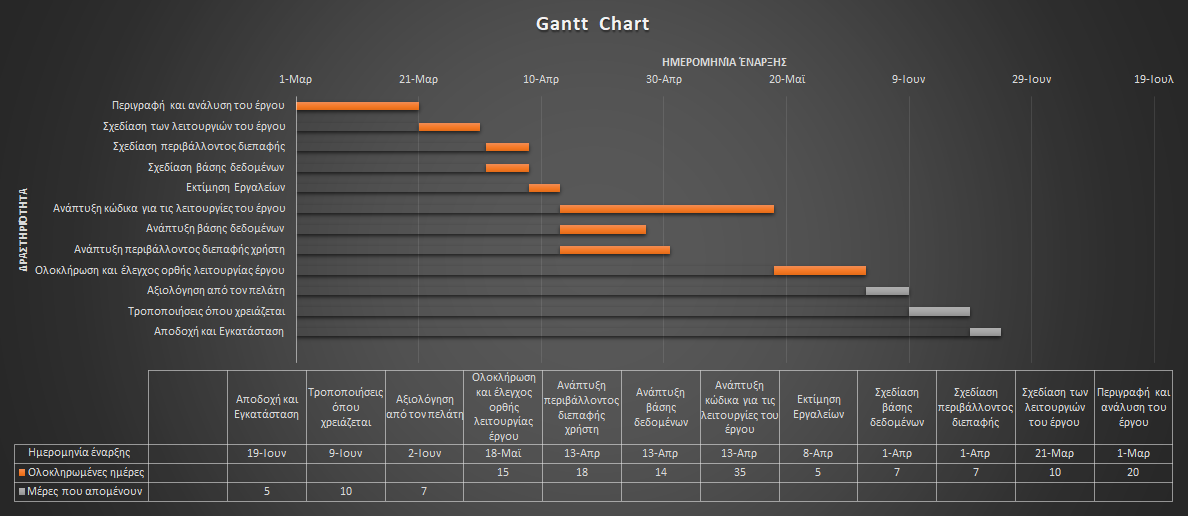 Gantt Chart
ΗΜΕΡΟΜΗΝΊΑ ΈΝΑΡΞΗΣ
1-Μαρ 21-Μαρ 10-Απρ 30-Απρ 20-Μαϊ 9-Ιουν 29-Ιουν 19-Ιουλ
ΔΡΑΣΤΗΡΙΌΤΗΤΑ
Περιγραφή και ανάλυση του έργου
Σχεδίαση των λειτουργιών του έργου
Σχεδίαση περιβάλλοντος διεπαφής
Σχεδίαση βάσης δεδομένων
Εκτίμηση Εργαλείων
Ανάπτυξη κώδικα για τις λειτουργίες του έργου
Ανάπτυξη βάσης δεδομένων
Ανάπτυξη περιβάλλοντος διεπαφής χρήστη
Ολοκλήρωση και έλεγχος ορθής λειτουργίας έργου
Αξιολόγηση από τον πελάτη
Τροποποιήσεις όπου χρειάζεται
Αποδοχή και Εγκατάσταση
Αποδοχή και
Εγκατάσταση
Τροποποιήσεις
όπου
χρειάζεται
Αξιολόγηση
από τον πελάτη
Ολοκλήρωση
και έλεγχος
ορθής
λειτουργίας
έργου
Ανάπτυξη
περιβάλλοντος
διεπαφής
χρήστη
Ανάπτυξη
βάσης
δεδομένων
Ανάπτυξη
κώδικα για τις
λειτουργίες του
έργου
Εκτίμηση
Εργαλείων
Σχεδίαση
βάσης
δεδομένων
Σχεδίαση
περιβάλλοντος
διεπαφής
Σχεδίαση των
λειτουργιών
του έργου
Περιγραφή και
ανάλυση του
έργου
Ημερομηνία έναρξης 19-Ιουν 9-Ιουν 2-Ιουν 18-Μαϊ 13-Απρ 13-Απρ 13-Απρ 8-Απρ 1-Απρ 1-Απρ 21-Μαρ 1-Μαρ
Ολοκληρωμένες ημέρες 15 18 14 35 5 7 7 10 20
Μέρες που απομένουν 5 10 7